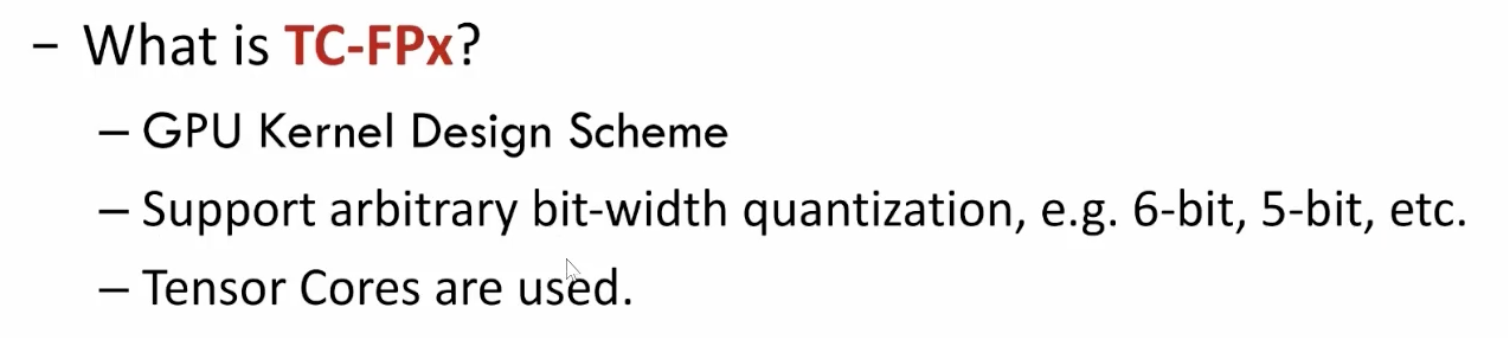 – What is TC-FPx?
– GPU Kernel Design Scheme
– Support arbitrary bit-width quantization, e.g. 6-bit, 5-bit, etc.
– Tensor Cores are used.